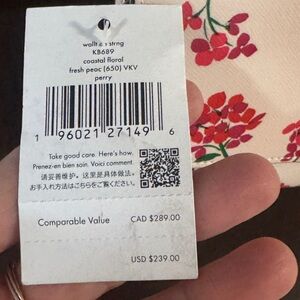 wallt on strng
KB689
coastal floral
fresh peac (650) VKV
perry
1 96021 27149 6
Take good care. Here's how.
Prenez-en bien soin. Voici comment.
请妥善维护。这里是具体做法。
お手入れ方法はこちらをご覧ください。
Comparable Value CAD $289.00
USD $239.00